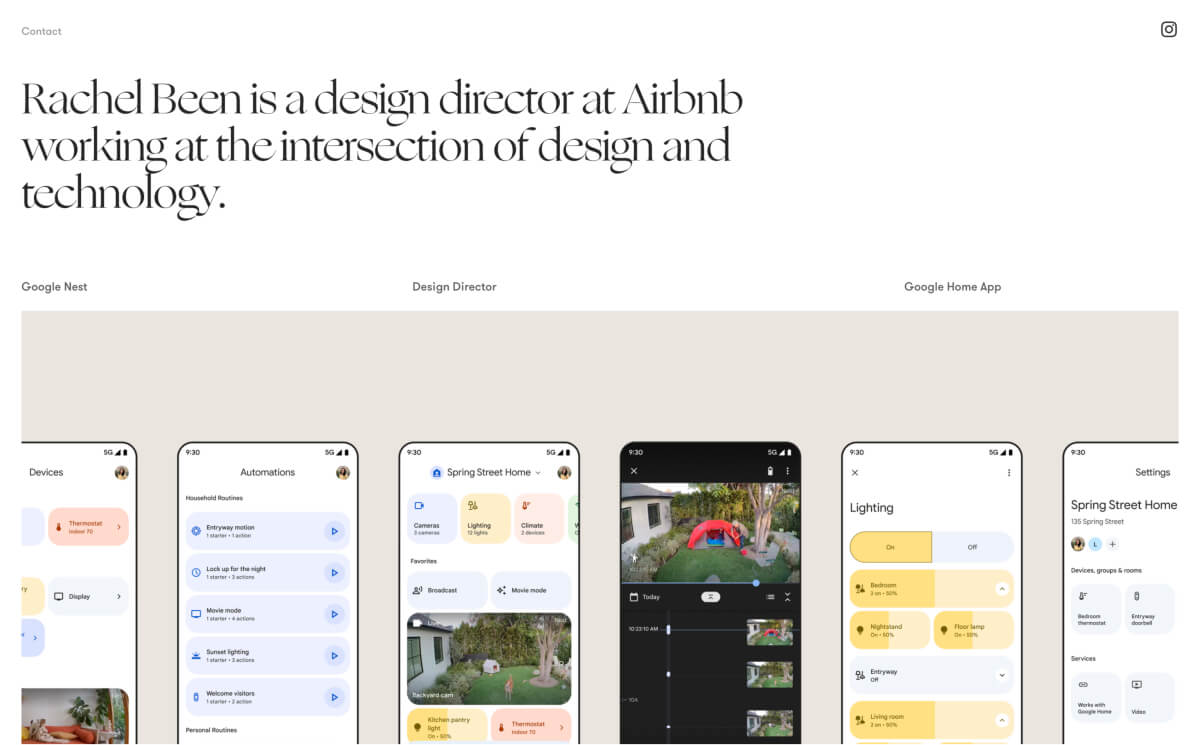 Contact
Rachel Been is a design director at Airbnb
working at the intersection of design and
technology.
Google Nest
Design Director
Google Home App
5G
Devices
Thermostat
Indoor 70
Display
9:30
5G
Automations
Household Routines
Entryway motion
1 starter • 1 action
Lock up for the night
1 starter • 3 actions
Movie mode
1 starter • 4 actions
Sunset lighting
1 starter • 3 actions
Welcome visitors
1 starter • 2 action
Personal Routines
9:30
5G
Spring Street Home
Cameras
3 cameras
Lighting
12 lights
Climate
2 devices
Favorites
Broadcast
Movie mode
Live
Nest
Backyard cam
Kitchen pantry
light
On • 50%
Thermostat
Indoor 70
9:30
5G
10:23:10 AM
Today
10:23:10 AM
10A
9:30
5G
Lighting
On
Off
Bedroom
2 on • 50%
Nightstand
On • 50%
Floor lamp
On • 50%
Entryway
Off
Living room
2 on • 50%
9:30
Settings
Spring Street Home
135 Spring Street
L
Devices, groups & rooms
Bedroom
thermostat
Entryway
doorbell
Services
Works with
Google Home
Video